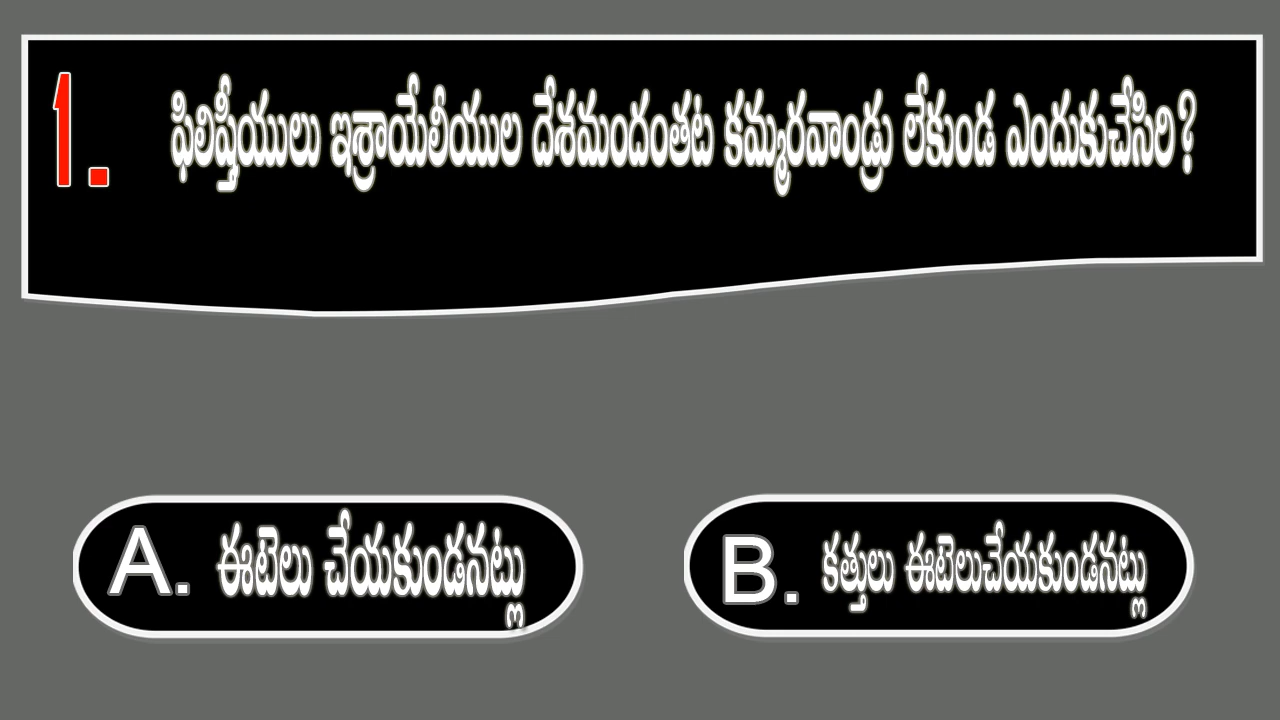 1. ఫిలిష్తీయులు ఇశ్రాయేలీయుల దేశమందంతట కమ్మరవాండ్రు లేకుండ ఎందుకుచేసిరి?
A. ఈటెలు చేయకుండనట్లు
B. కత్తులు ఈటెలుచేయకుండనట్లు